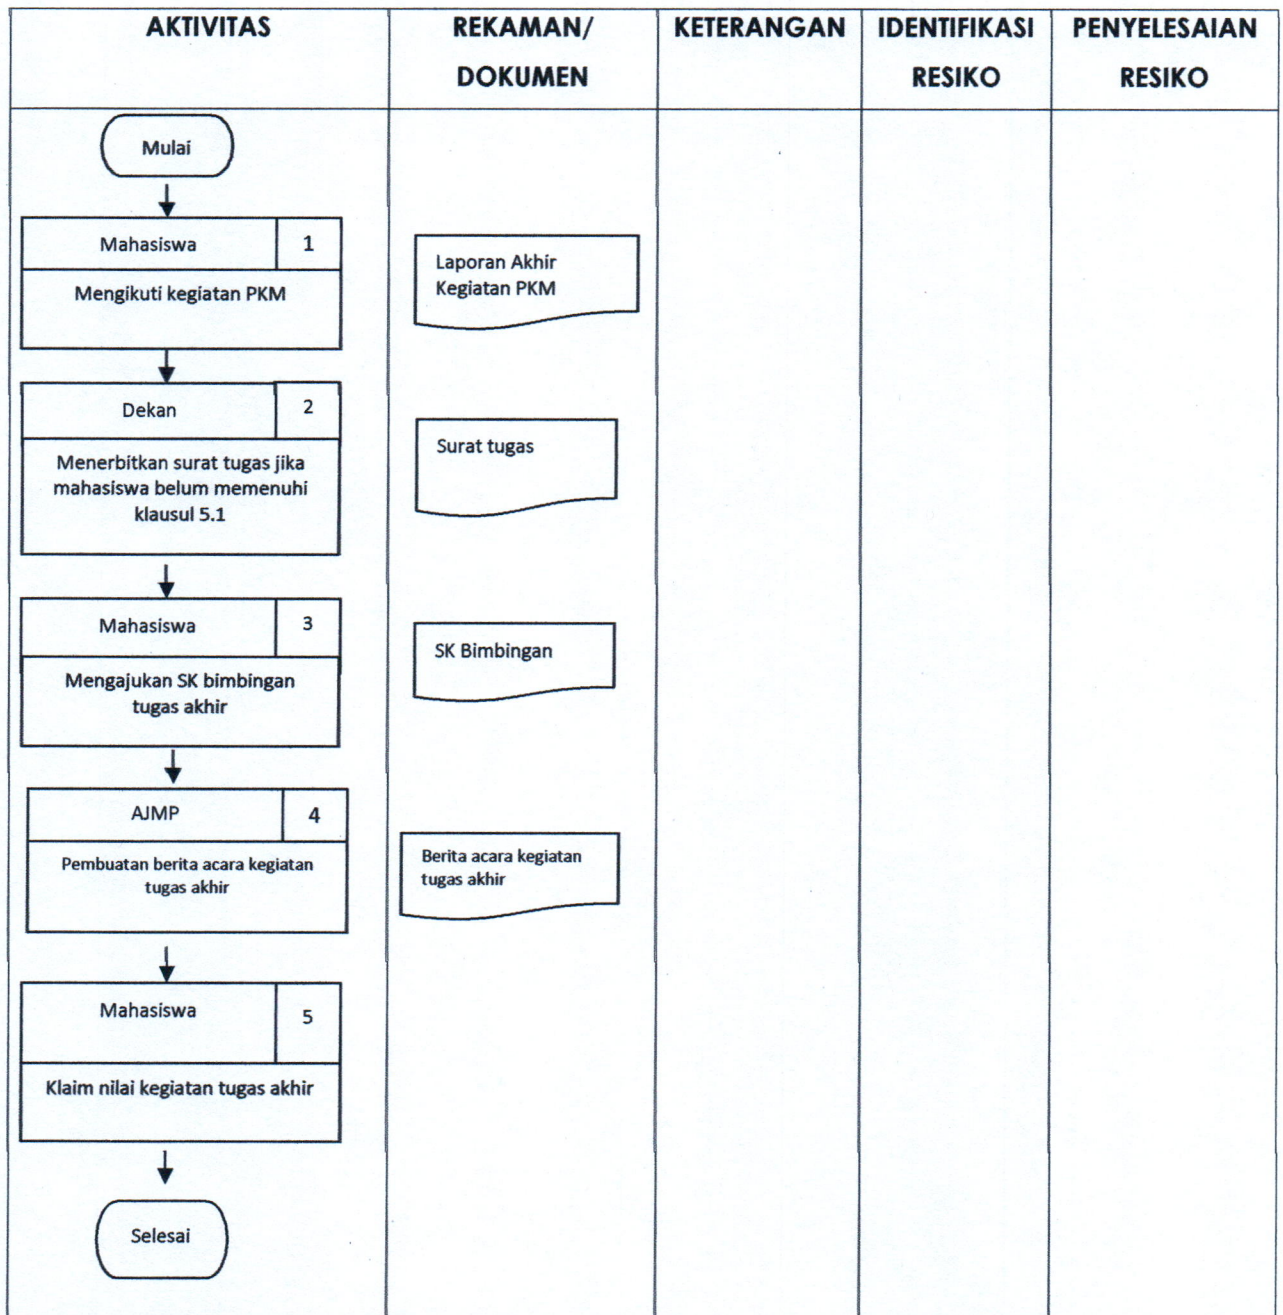 AKTIVITAS
REKAMAN/
DOKUMEN
KETERANGAN
IDENTIFIKASI
RESIKO
PENYELESAIAN
RESIKO
Mulai
Mahasiswa
1
Mengikuti kegiatan PKM
Laporan Akhir
Kegiatan PKM
Dekan
2
Menerbitkan surat tugas jika
mahasiswa belum memenuhi
klausul 5.1
Surat tugas
Mahasiswa
3
Mengajukan SK bimbingan
tugas akhir
SK Bimbingan
AJMP
4
Pembuatan berita acara kegiatan
tugas akhir
Berita acara kegiatan
tugas akhir
Mahasiswa
5
Klaim nilai kegiatan tugas akhir
Selesai